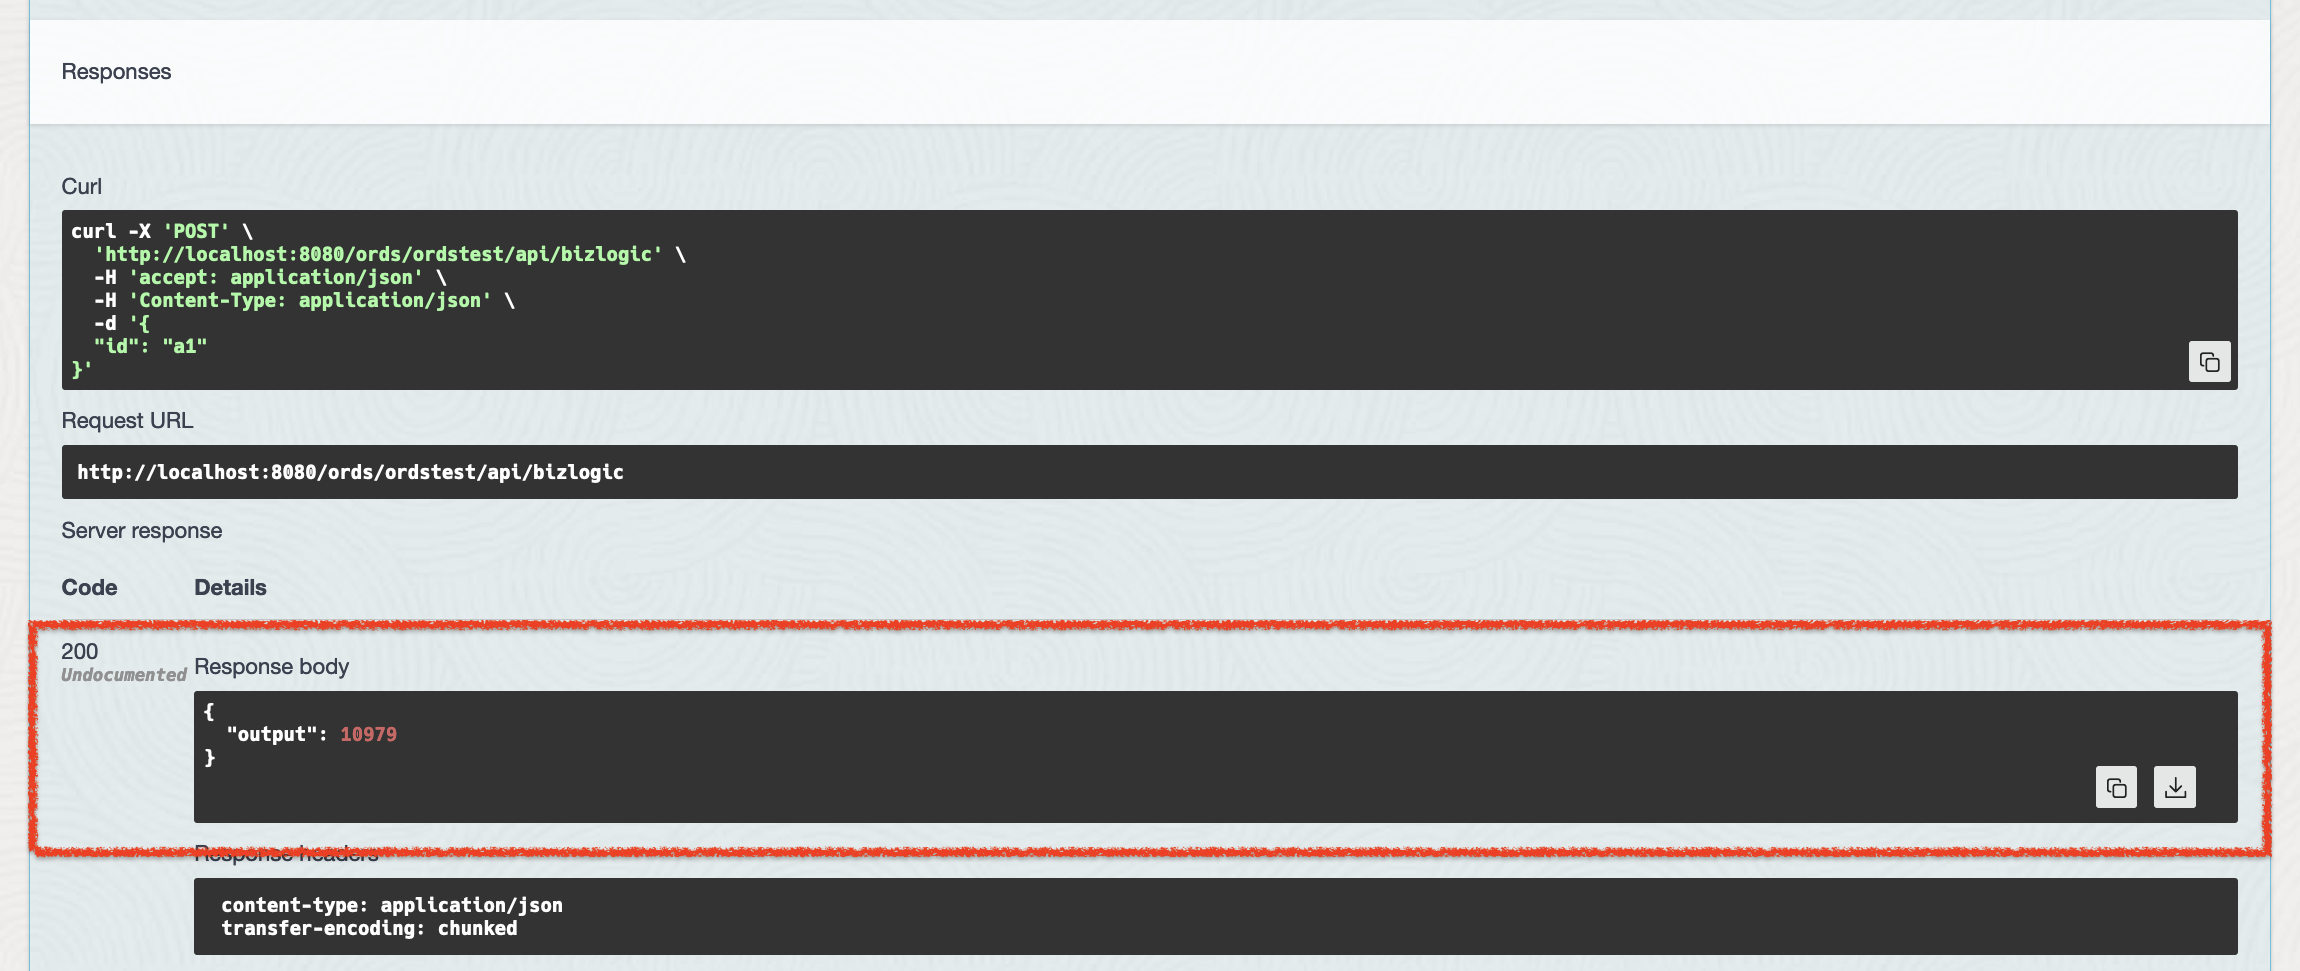 Responses
Curl
curl -X 'POST' \
  'http://localhost:8080/ords/ordstest/api/bizlogic' \
  -H 'accept: application/json' \
  -H 'Content-Type: application/json' \
  -d '{
  "id": "a1"
}'
Request URL
http://localhost:8080/ords/ordstest/api/bizlogic
Server response
Code Details
200
Undocumented
Response body
{
  "output": 10979
}
Response headers
content-type: application/json
transfer-encoding: chunked